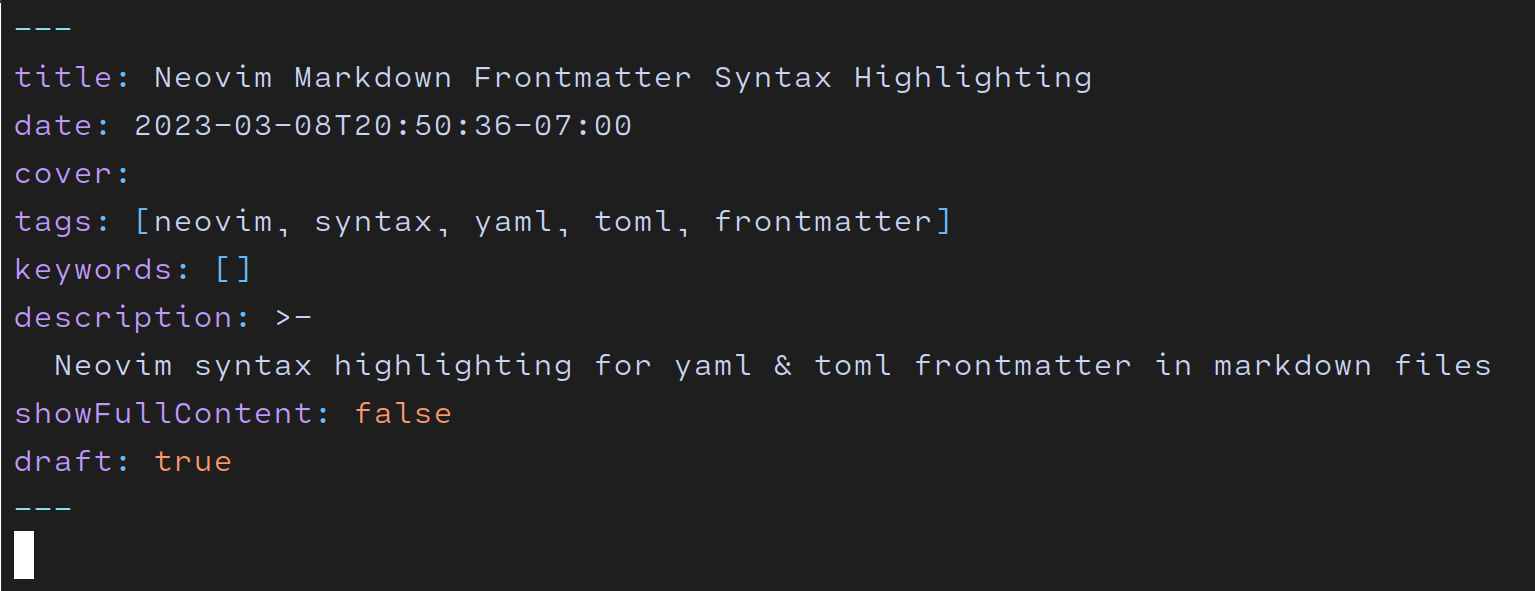 ---
title: Neovim Markdown Frontmatter Syntax Highlighting
date: 2023-03-08T20:50:36-07:00
cover:
tags: [neovim, syntax, yaml, toml, frontmatter]
keywords: []
description: >-
  Neovim syntax highlighting for yaml & toml frontmatter in markdown files
showFullContent: false
draft: true
---